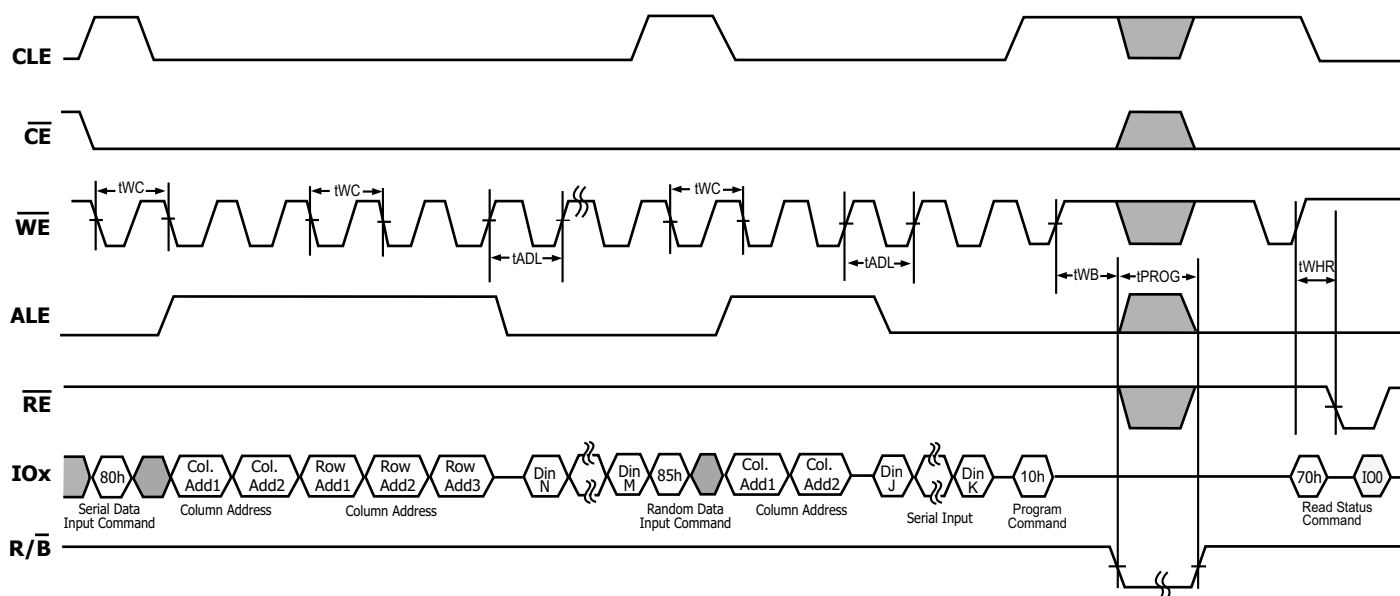 CLE
CE
tWC
tWC
tWC
WE
tADL
tADL
tWB
tPROG
tWHR
ALE
RE
IOx
80h
Col.
Add1
Col.
Add2
Row
Add1
Row
Add2
Row
Add3
Din
N
Din
M
85h
Col.
Add1
Col.
Add2
Din
J
Din
K
10h
70h
IO0
Serial Data
Input Command
Column Address
Column Address
Random Data
Input Command
Column Address
Serial Input
Program
Command
Read Status
Command
R/B